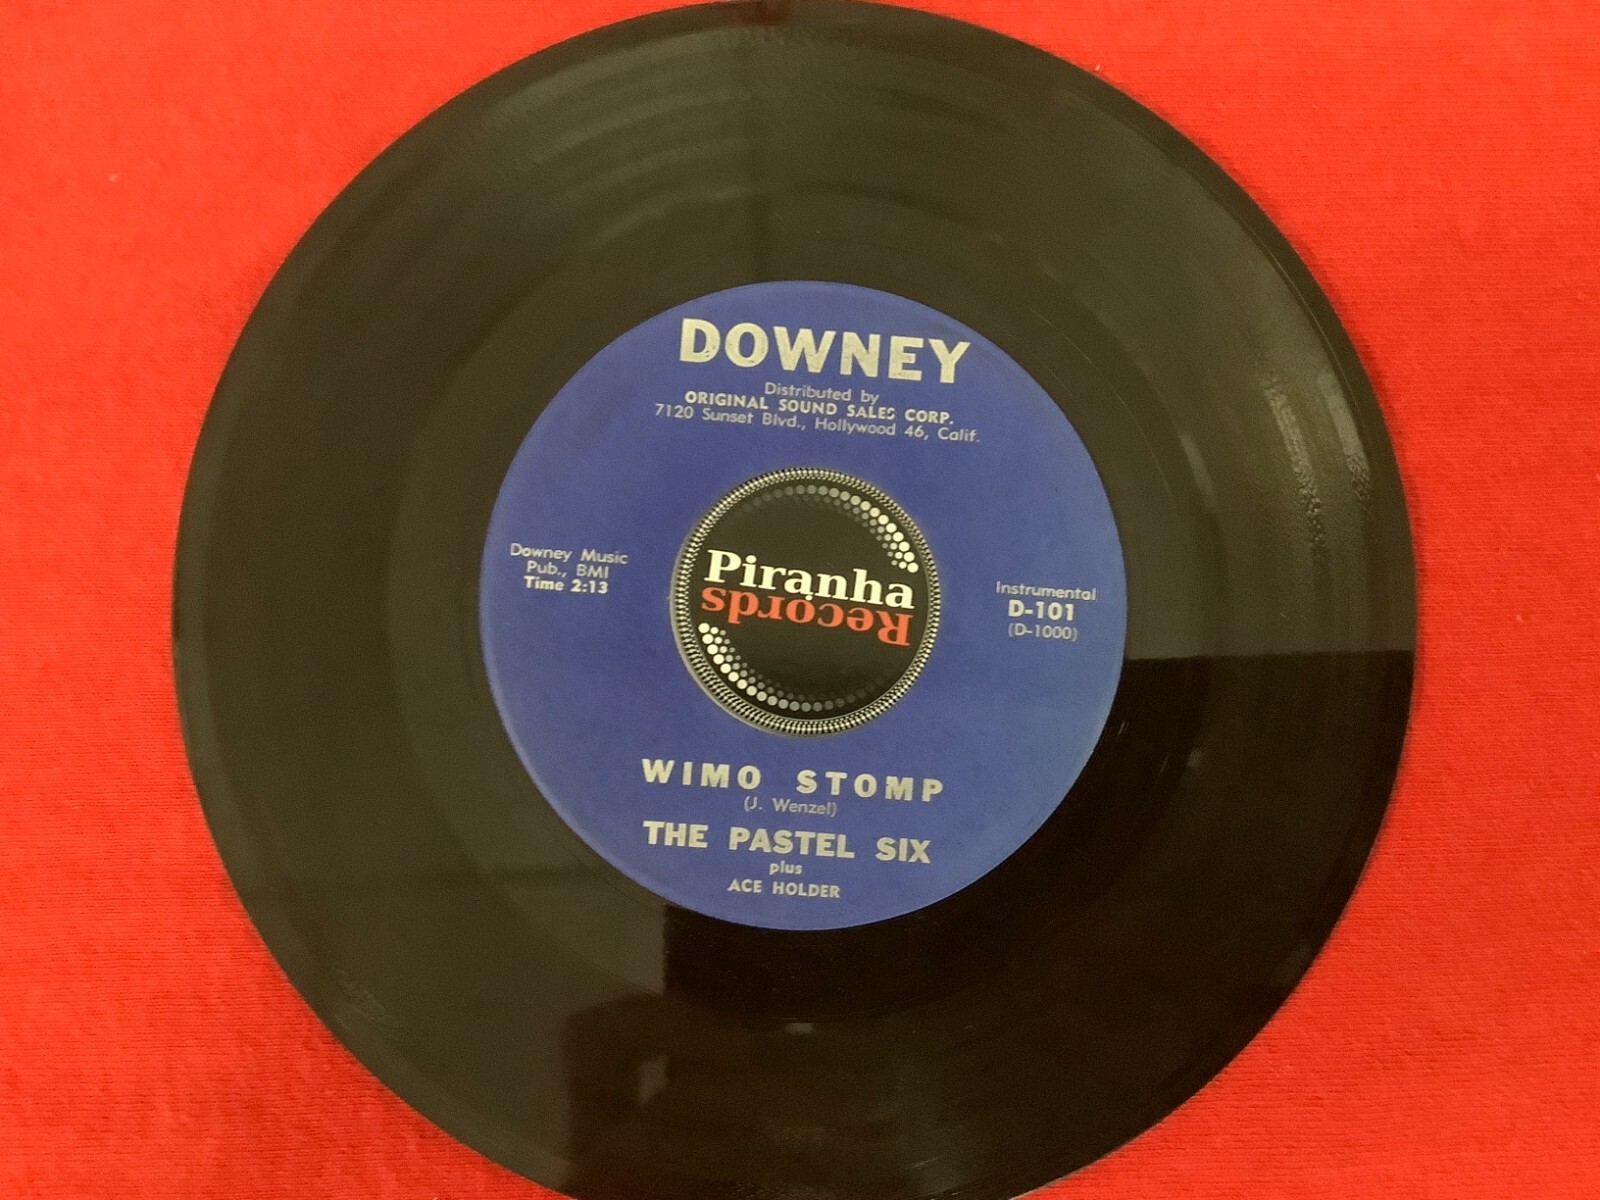 DOWNEY
Distributed by
ORIGINAL SOUND SALES CORP.
7120 Sunset Blvd., Hollywood 46, Calif.
Piranha
Records
Downey Music
Pub., BMI
Time 2:13
Instrumental
D-101
(D-1000)
WIMO STOMP
(J. Wenzel)
THE PASTEL SIX
plus
ACE HOLDER